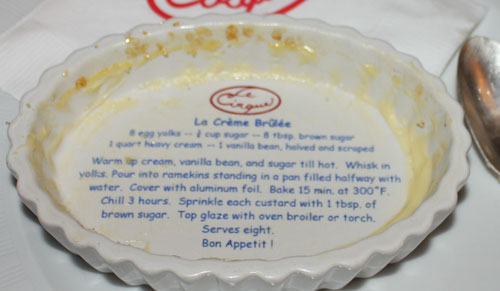 Le Cirque
La Crème Brûlée
8 egg yolks -- cup sugar -- 8 tbsp. brown sugar
1 quart heavy cream -- 1 vanilla bean, halved and scraped
Warm up cream, vanilla bean, and sugar till hot. Whisk in
yolks. Pour into ramekins standing in a pan filled halfway with
water. Cover with aluminum foil. Bake 15 min. at 300°F.
Chill 3 hours. Sprinkle each custard with 1 tbsp. of
brown sugar. Top glaze with oven broiler or torch.
Serves eight.
Bon Appetit !